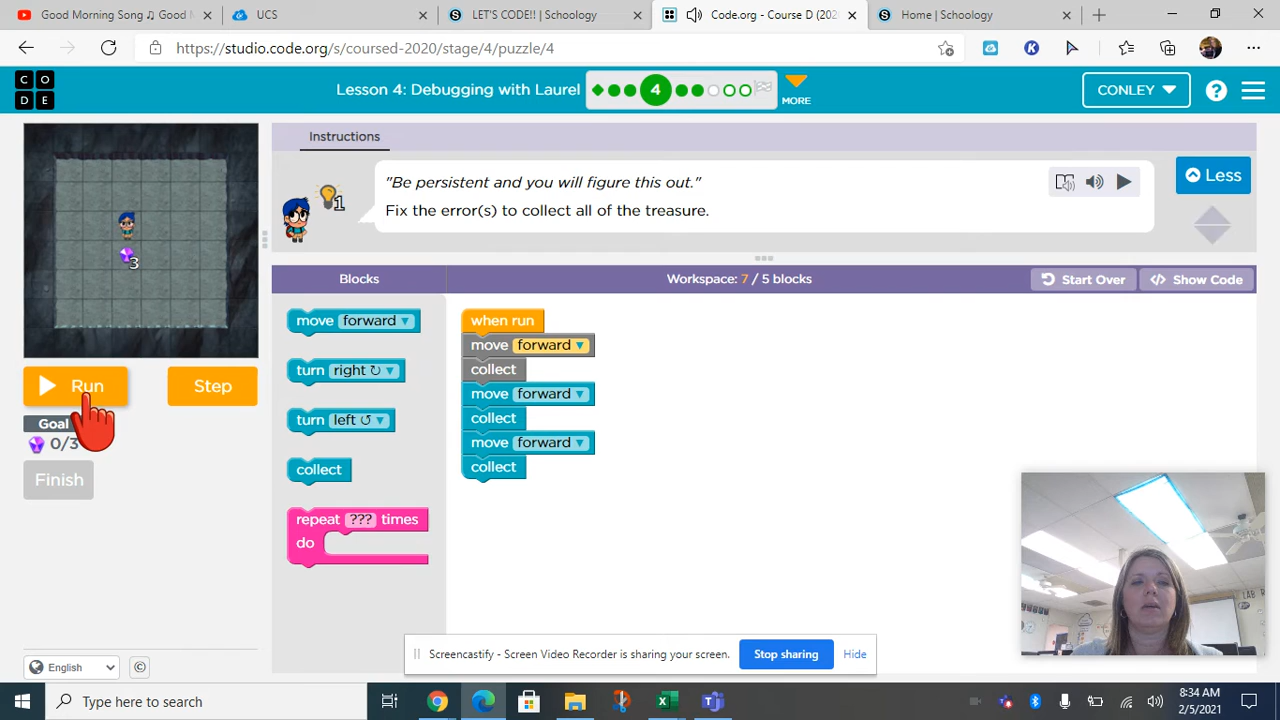 Good Morning Song ♫ Good M
UCS
LET'S CODE!! | Schoology
Code.org - Course D (202
Home | Schoology
https://studio.code.org/s/coursed-2020/stage/4/puzzle/4
CO
DE
Lesson 4: Debugging with Laurel
4
MORE
CONLEY
Instructions
1
"Be persistent and you will figure this out."
Fix the error(s) to collect all of the treasure.
Less
3
Blocks
Workspace: 7 / 5 blocks
Start Over
Show Code
move forward
turn right
turn left
collect
repeat ??? times
do
when run
move forward
collect
move forward
collect
move forward
collect
Run
Step
Goal
0/3
Finish
English
©
Screencastify - Screen Video Recorder is sharing your screen.
Stop sharing
Hide
Type here to search
8:34 AM
2/5/2021